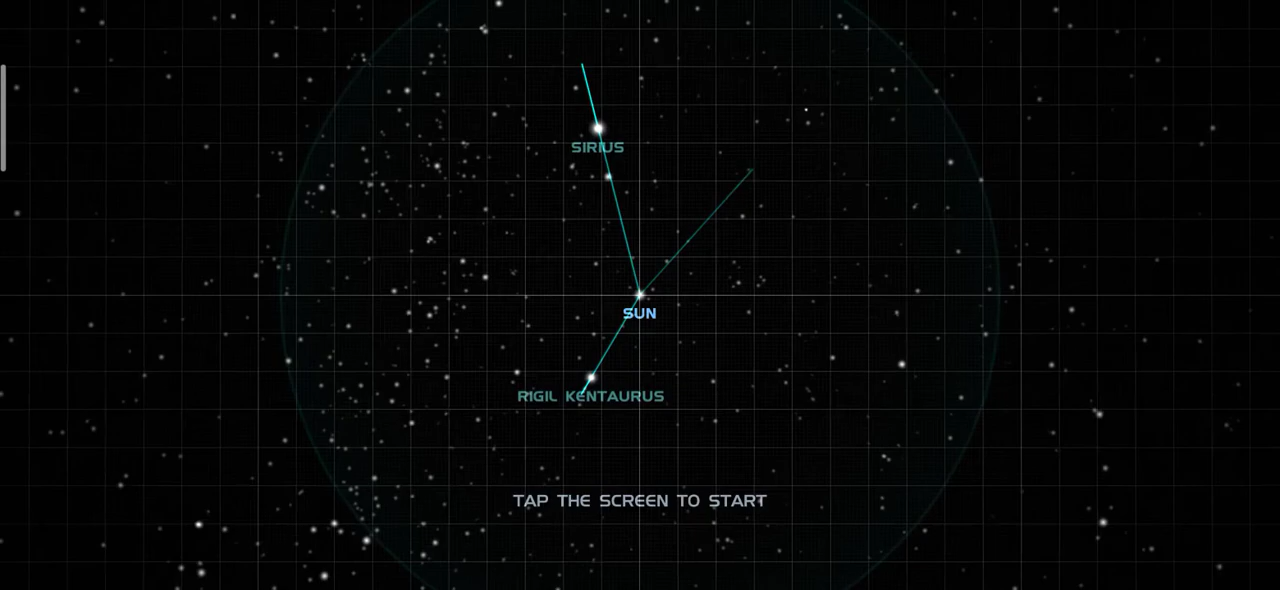 SIRIUS
SUN
RIGIL KENTAURUS
TAP THE SCREEN TO START